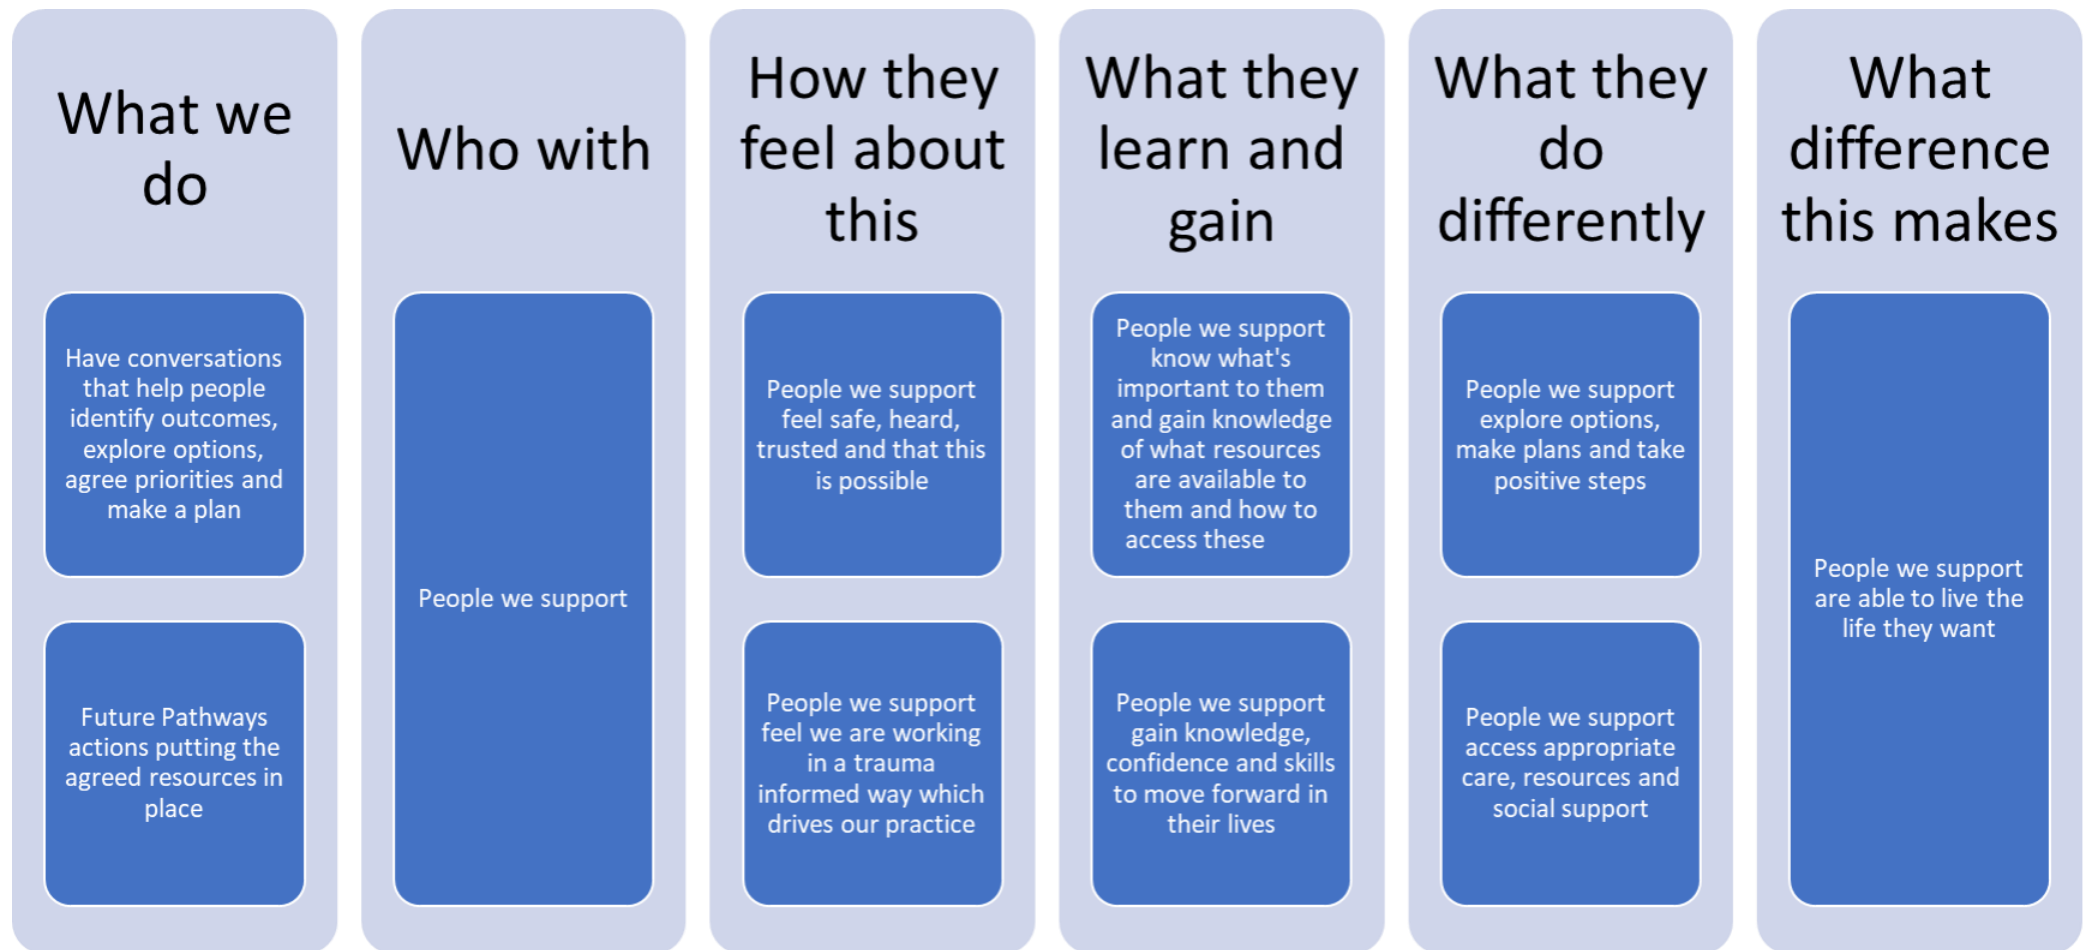 What we
do
Have conversations
that help people
identify outcomes,
explore options,
agree priorities and
make a plan
Future Pathways
actions putting the
agreed resources in
place
Who with
People we support
How they
feel about
this
People we support
feel safe, heard,
trusted and that this
is possible
People we support
feel we are working
in a trauma
informed way which
drives our practice
What they
learn and
gain
People we support
know what's
important to them
and gain knowledge
of what resources
are available to
them and how to
access these
People we support
gain knowledge,
confidence and skills
to move forward in
their lives
What they
do
differently
People we support
explore options,
make plans and take
positive steps
People we support
access appropriate
care, resources and
social support
What
difference
this makes
People we support
are able to live the
life they want